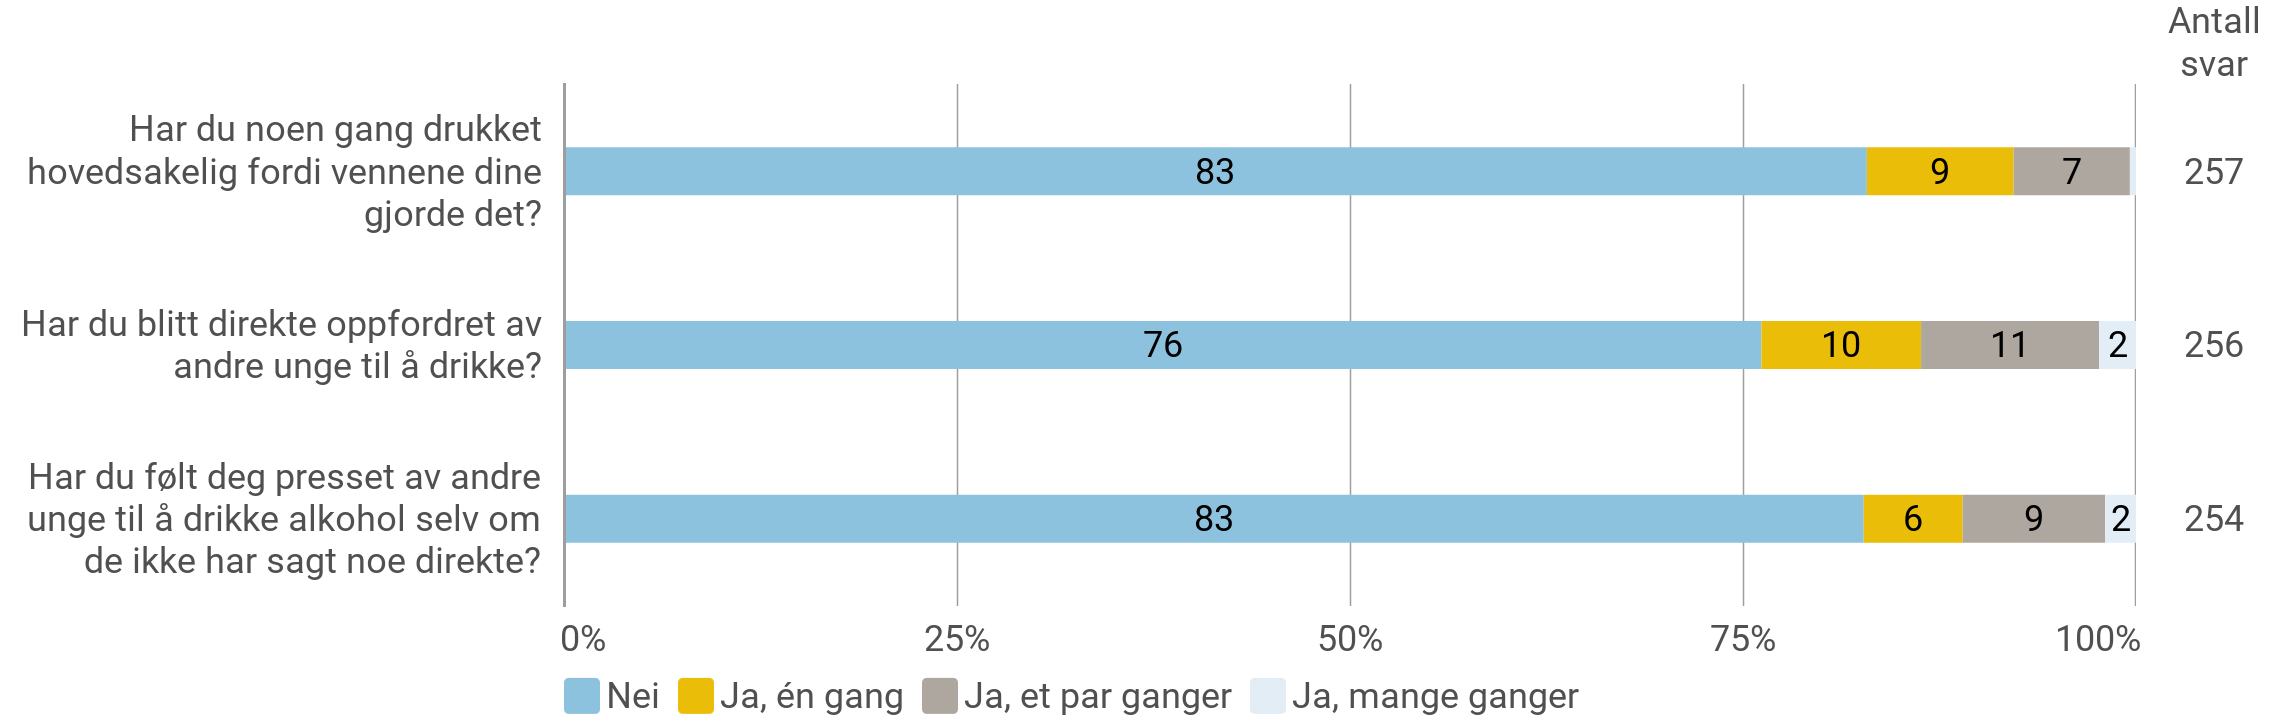 Antall
svar
Har du noen gang drukket
hovedsakelig fordi vennene dine
gjorde det?
83 9 7
257
Har du blitt direkte oppfordret av
andre unge til å drikke?
76 10 11 2
256
Har du følt deg presset av andre
unge til å drikke alkohol selv om
de ikke har sagt noe direkte?
83 6 9 2
254
0% 25% 50% 75% 100%
Nei Ja, én gang Ja, et par ganger Ja, mange ganger